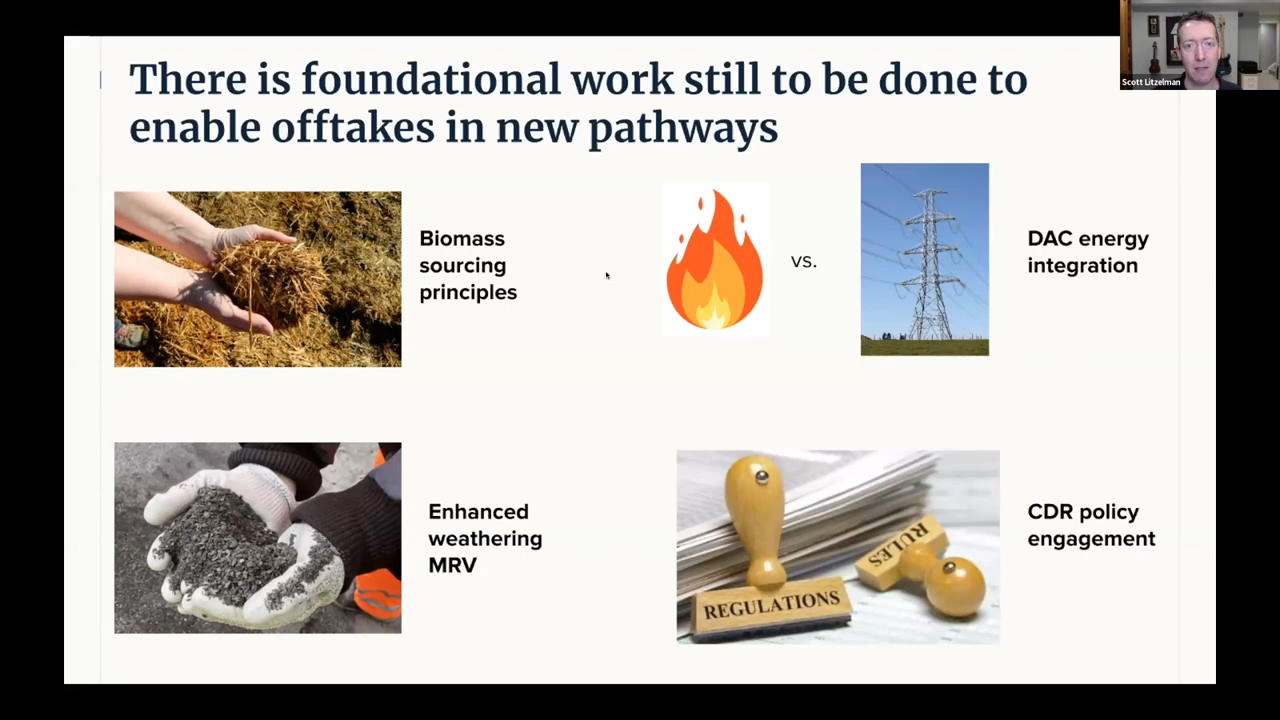 Scott Litzelman
There is foundational work still to be done to
enable offtakes in new pathways
Biomass
sourcing
principles
vs.
DAC energy
integration
Enhanced
weathering
MRV
REGULATIONS
RULES
CDR policy
engagement